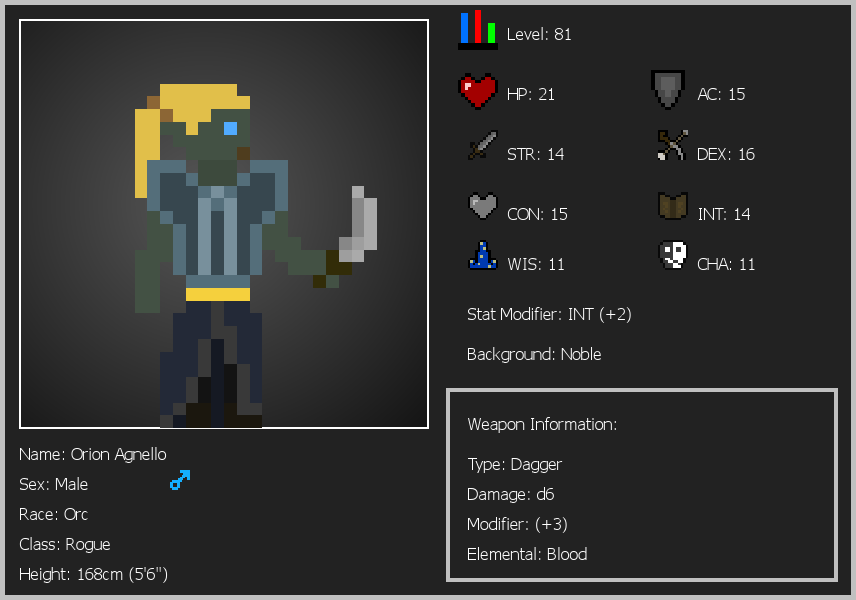 Level: 81
HP: 21
AC: 15
STR: 14
DEX: 16
CON: 15
INT: 14
WIS: 11
CHA: 11
Stat Modifier: INT (+2)
Background: Noble
Weapon Information:
Type: Dagger
Damage: d6
Modifier: (+3)
Elemental: Blood
Name: Orion Agnello
Sex: Male
Race: Orc
Class: Rogue
Height: 168cm (5'6")